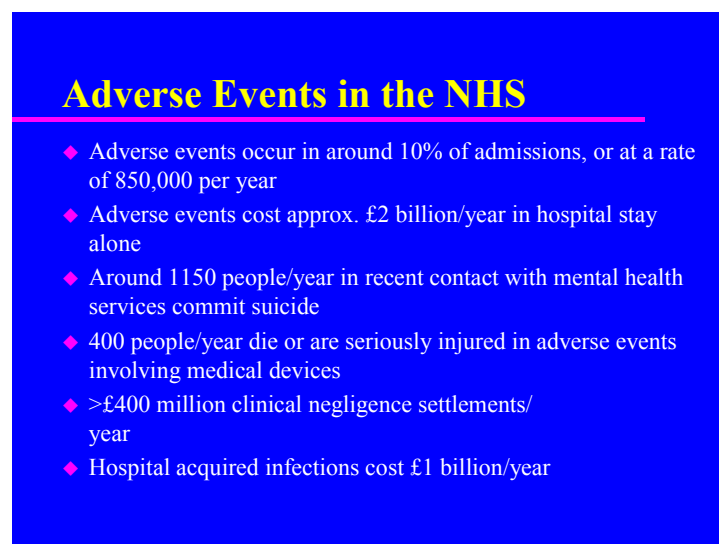 Adverse Events in the NHS
Adverse events occur in around 10% of admissions, or at a rate
of 850,000 per year
Adverse events cost approx. £2 billion/year in hospital stay
alone
Around 1150 people/year in recent contact with mental health
services commit suicide
400 people/year die or are seriously injured in adverse events
involving medical devices
>£400 million clinical negligence settlements/
year
Hospital acquired infections cost £1 billion/year